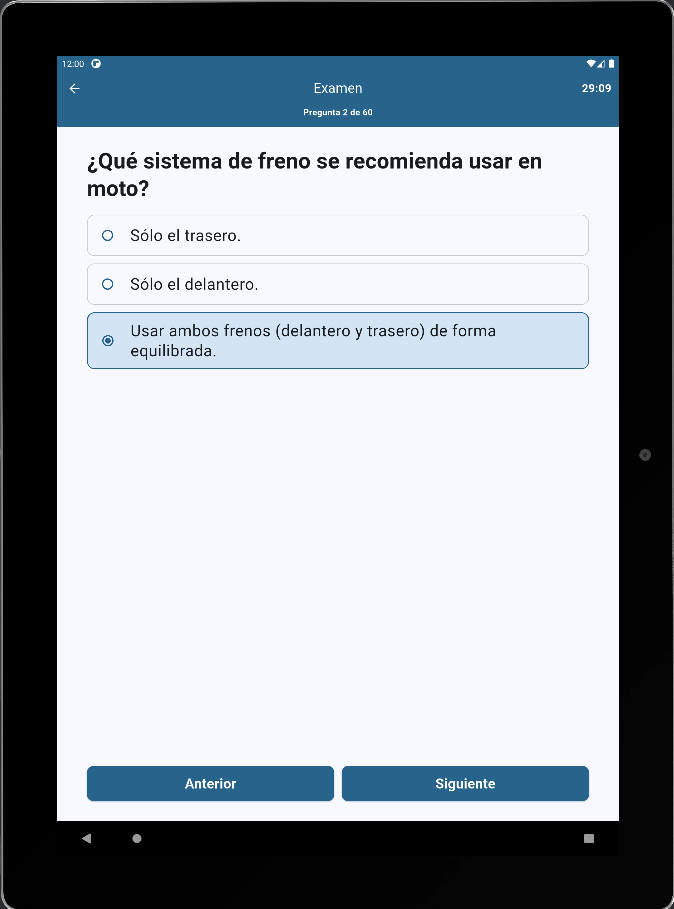 12:00
Examen
29:09
Pregunta 2 de 60
¿Qué sistema de freno se recomienda usar en
moto?
Sólo el trasero.
Sólo el delantero.
Usar ambos frenos (delantero y trasero) de forma
equilibrada.
Anterior
Siguiente